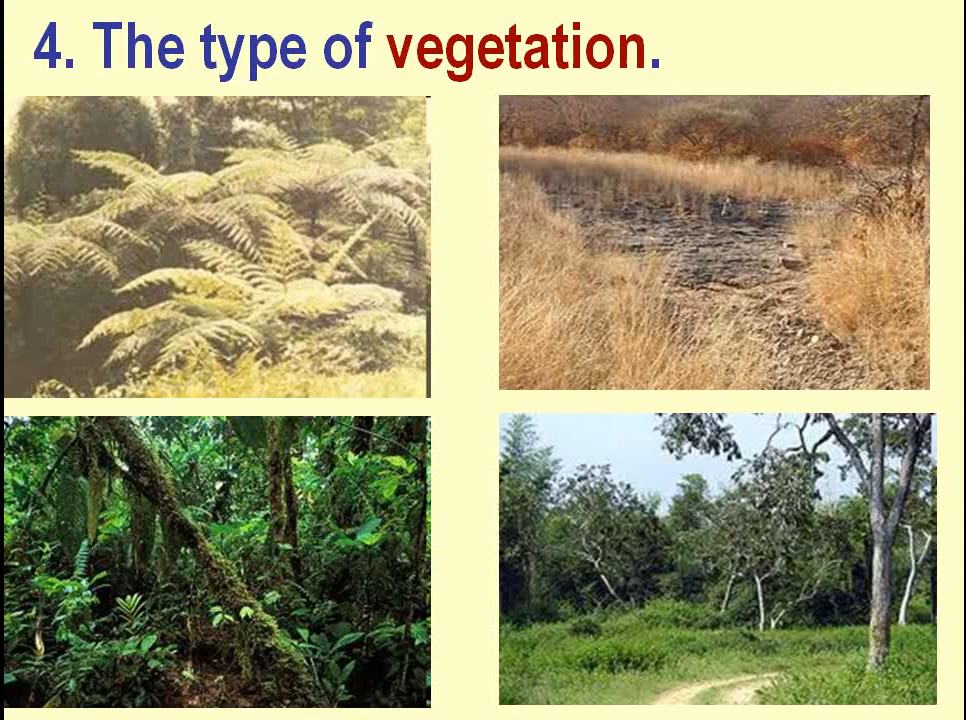 4. The type of vegetation.